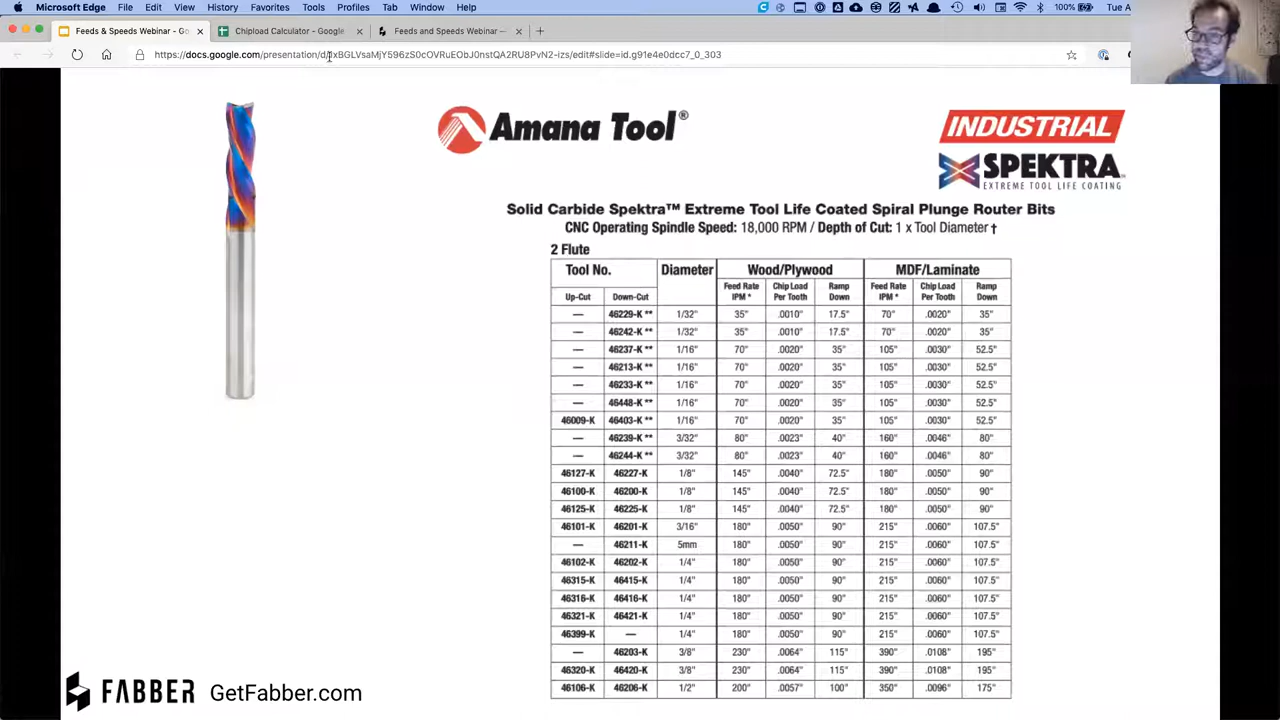 Microsoft Edge File Edit View History Favorites Tools Profiles Tab Window Help 100% Tue A
Feeds & Speeds Webinar - Go Chipload Calculator - Google Feeds and Speeds Webinar —
https://docs.google.com/presentation/d/
Amana Tool®
INDUSTRIAL
SPEKTRA™
EXTREME TOOL LIFE COATING
Solid Carbide Spektra™ Extreme Tool Life Coated Spiral Plunge Router Bits
CNC Operating Spindle Speed: 18,000 RPM / Depth of Cut: 1 x Tool Diameter †
2 Flute
Tool No. Diameter Wood/Plywood MDF/Laminate
Up-Cut Down-Cut Feed Rate IPM * Chip Load Per Tooth Ramp Down Feed Rate IPM * Chip Load Per Tooth Ramp Down
— 46229-K ** 1/32" 35" .0010" 17.5" 70" .0020" 35"
— 46242-K ** 1/32" 35" .0010" 17.5" 70" .0020" 35"
— 46237-K ** 1/16" 70" .0020" 35" 105" .0030" 52.5"
— 46213-K ** 1/16" 70" .0020" 35" 105" .0030" 52.5"
— 46233-K ** 1/16" 70" .0020" 35" 105" .0030" 52.5"
— 46448-K ** 1/16" 70" .0020" 35" 105" .0030" 52.5"
46009-K 46403-K ** 1/16" 70" .0020" 35" 105" .0030" 52.5"
— 46239-K ** 3/32" 80" .0023" 40" 160" .0046" 80"
— 46244-K ** 3/32" 80" .0023" 40" 160" .0046" 80"
46127-K 46227-K 1/8" 145" .0040" 72.5" 180" .0050" 90"
46100-K 46200-K 1/8" 145" .0040" 72.5" 180" .0050" 90"
46125-K 46225-K 1/8" 145" .0040" 72.5" 180" .0050" 90"
46101-K 46201-K 3/16" 180" .0050" 90" 215" .0060" 107.5"
— 46211-K 5mm 180" .0050" 90" 215" .0060" 107.5"
46102-K 46202-K 1/4" 180" .0050" 90" 215" .0060" 107.5"
46315-K 46415-K 1/4" 180" .0050" 90" 215" .0060" 107.5"
46316-K 46416-K 1/4" 180" .0050" 90" 215" .0060" 107.5"
46321-K 46421-K 1/4" 180" .0050" 90" 215" .0060" 107.5"
46399-K — 1/4" 180" .0050" 90" 215" .0060" 107.5"
— 46203-K 3/8" 230" .0064" 115" 390" .0108" 195"
46320-K 46420-K 3/8" 230" .0064" 115" 390" .0108" 195"
46106-K 46206-K 1/2" 200" .0057" 100" 350" .0096" 175"
FABBER GetFabber.com